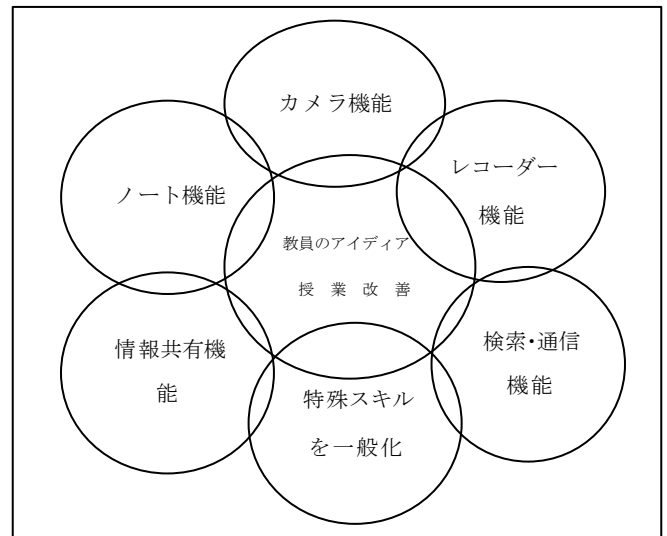 カメラ機能
レコーダー
機能
ノート機能
教員のアイディア
授 業 改 善
検索・通信
機能
情報共有機
能
特殊スキル
を一般化